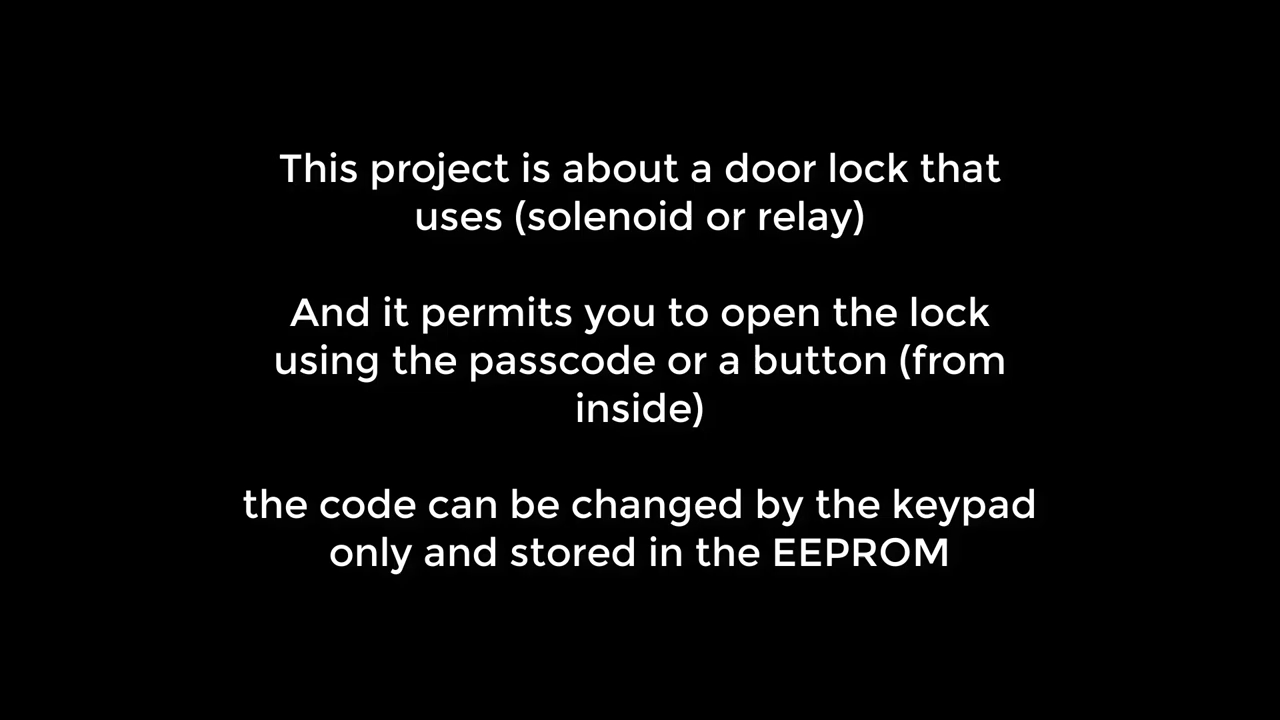 This project is about a door lock that
uses (solenoid or relay)
And it permits you to open the lock
using the passcode or a button (from
inside)
the code can be changed by the keypad
only and stored in the EEPROM